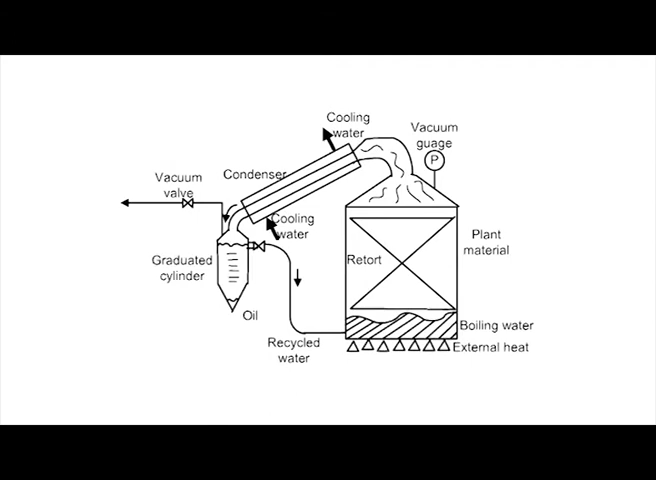 Cooling
water
Vacuum
guage
P
Condenser
Vacuum
valve
Cooling
water
Plant
material
Graduated
cylinder
Retort
Oil
Boiling water
Recycled
water
External heat